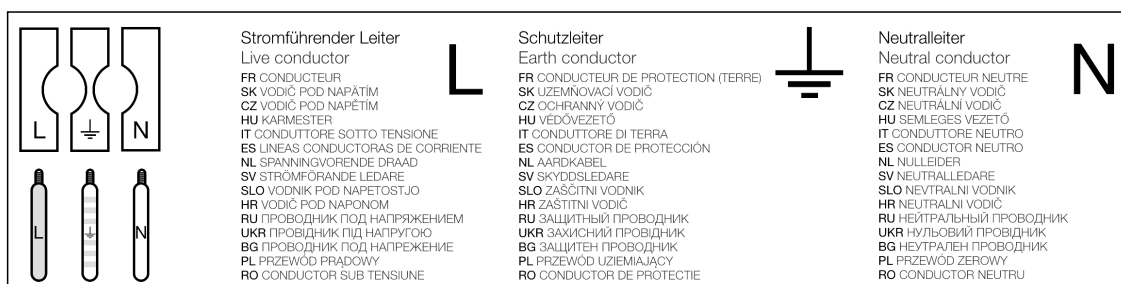 L
N
L
N
Stromführender Leiter
Live conductor
FR CONDUCTEUR
SK VODIČ POD NAPÄTÍM
CZ VODIČ POD NAPĚTÍM
HU KARMESTER
IT CONDUTTORE SOTTO TENSIONE
ES LINEAS CONDUCTORAS DE CORRIENTE
NL SPANNINGVORENDE DRAAD
SV STRÖMFÖRANDE LEDARE
SLO VODNIK POD NAPETOSTJO
HR VODIČ POD NAPONOM
RU ПРОВОДНИК ПОД НАПРЯЖЕНИЕМ
UKR ПРОВІДНИК ПІД НАПРУГОЮ
BG ПРОВОДНИК ПОД НАПРЕЖЕНИЕ
PL PRZEWÓD PRĄDOWY
RO CONDUCTOR SUB TENSIUNE
L
Schutzleiter
Earth conductor
FR CONDUCTEUR DE PROTECTION (TERRE)
SK UZEMŇOVACÍ VODIČ
CZ OCHRANNÝ VODIČ
HU VÉDŐVEZETŐ
IT CONDUTTORE DI TERRA
ES CONDUCTOR DE PROTECCIÓN
NL AARDKABEL
SV SKYDDSLEDARE
SLO ZAŠČITNI VODNIK
HR ZAŠTITNI VODIČ
RU ЗАЩИТНЫЙ ПРОВОДНИК
UKR ЗАХИСНИЙ ПРОВІДНИК
BG ЗАЩИТЕН ПРОВОДНИК
PL PRZEWÓD UZIEMIAJĄCY
RO CONDUCTOR DE PROTECTIE
Neutralleiter
Neutral conductor
FR CONDUCTEUR NEUTRE
SK NEUTRÁLNY VODIČ
CZ NEUTRÁLNÍ VODIČ
HU SEMLEGES VEZETŐ
IT CONDUTTORE NEUTRO
ES CONDUCTOR NEUTRO
NL NULLEIDER
SV NEUTRALLEDARE
SLO NEVTRALNI VODNIK
HR NEUTRALNI VODIČ
RU НЕЙТРАЛЬНЫЙ ПРОВОДНИК
UKR НУЛЬОВИЙ ПРОВІДНИК
BG НЕУТРАЛЕН ПРОВОДНИК
PL PRZEWÓD ZEROWY
RO CONDUCTOR NEUTRU
N